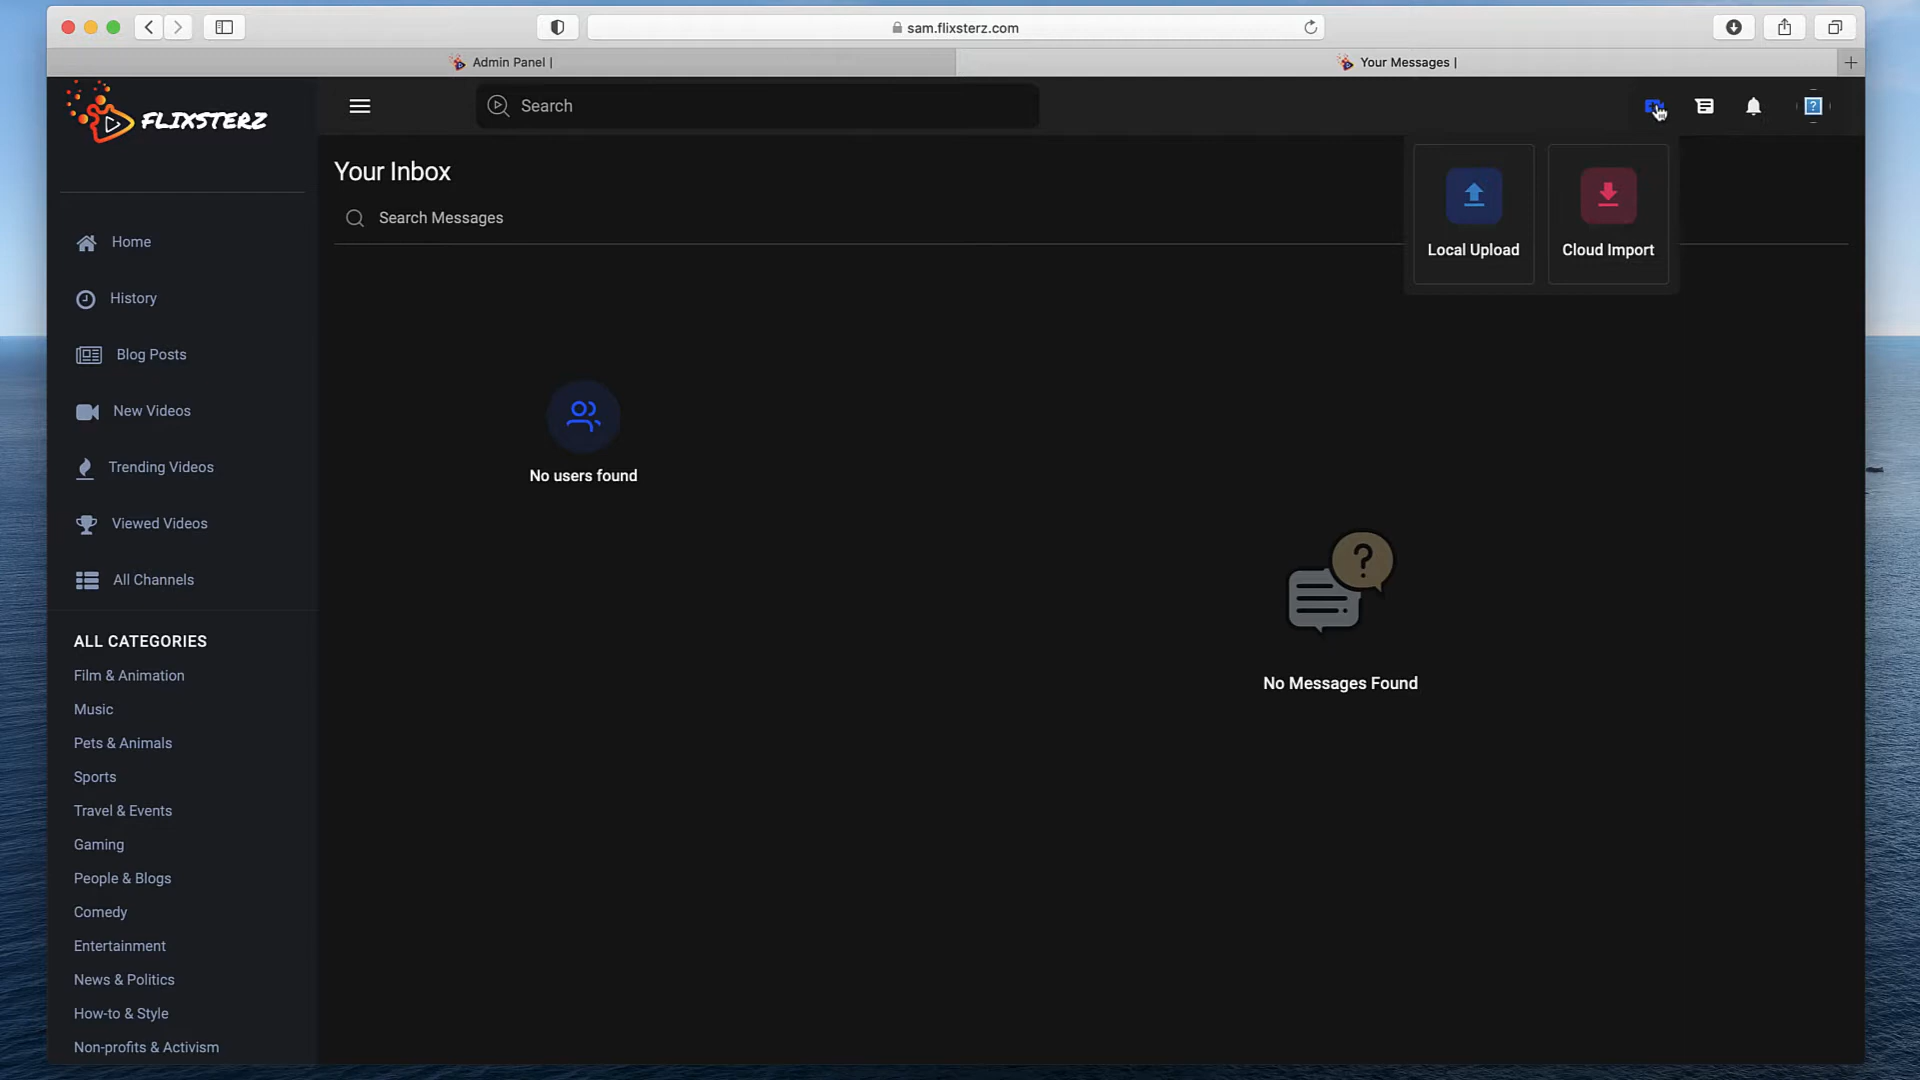 sam.flixsterz.com
Admin Panel |
Your Messages |
FLIXSTERZ
Search
Your Inbox
Search Messages
Local Upload
Cloud Import
Home
History
Blog Posts
New Videos
Trending Videos
Viewed Videos
All Channels
No users found
No Messages Found
ALL CATEGORIES
Film & Animation
Music
Pets & Animals
Sports
Travel & Events
Gaming
People & Blogs
Comedy
Entertainment
News & Politics
How-to & Style
Non-profits & Activism